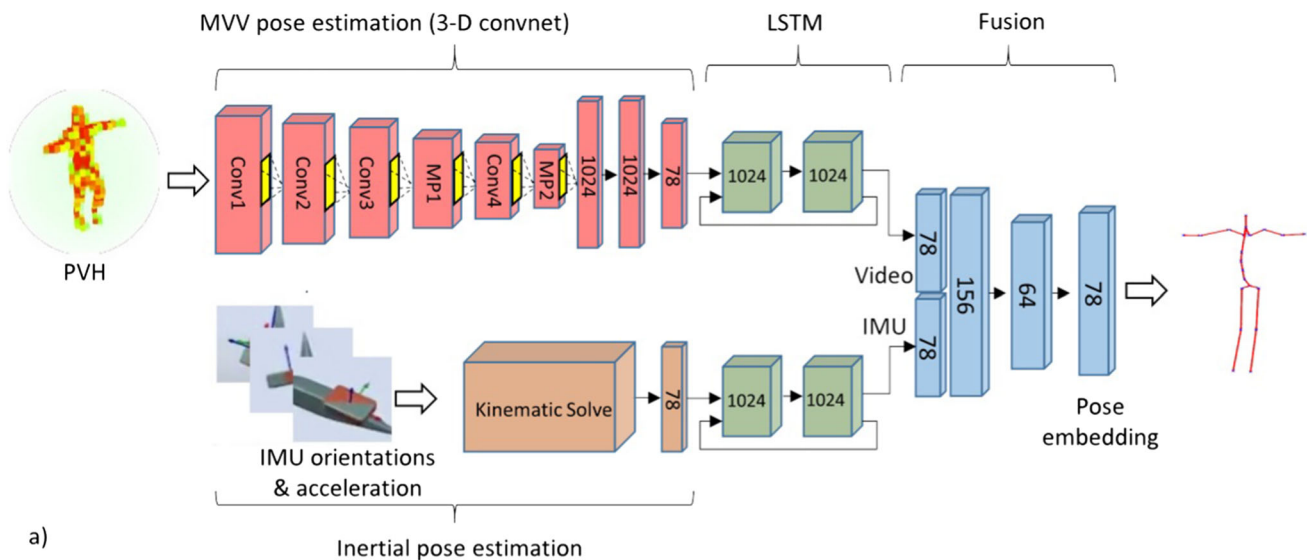 MVV pose estimation (3-D convnet)
LSTM
Fusion
Conv1
Conv2
Conv3
MP1
Conv4
MP2
1024
1024
78
1024
1024
PVH
78
Video
IMU
78
156
64
78
Kinematic Solve
78
1024
1024
IMU orientations
& acceleration
Pose
embedding
a)
Inertial pose estimation